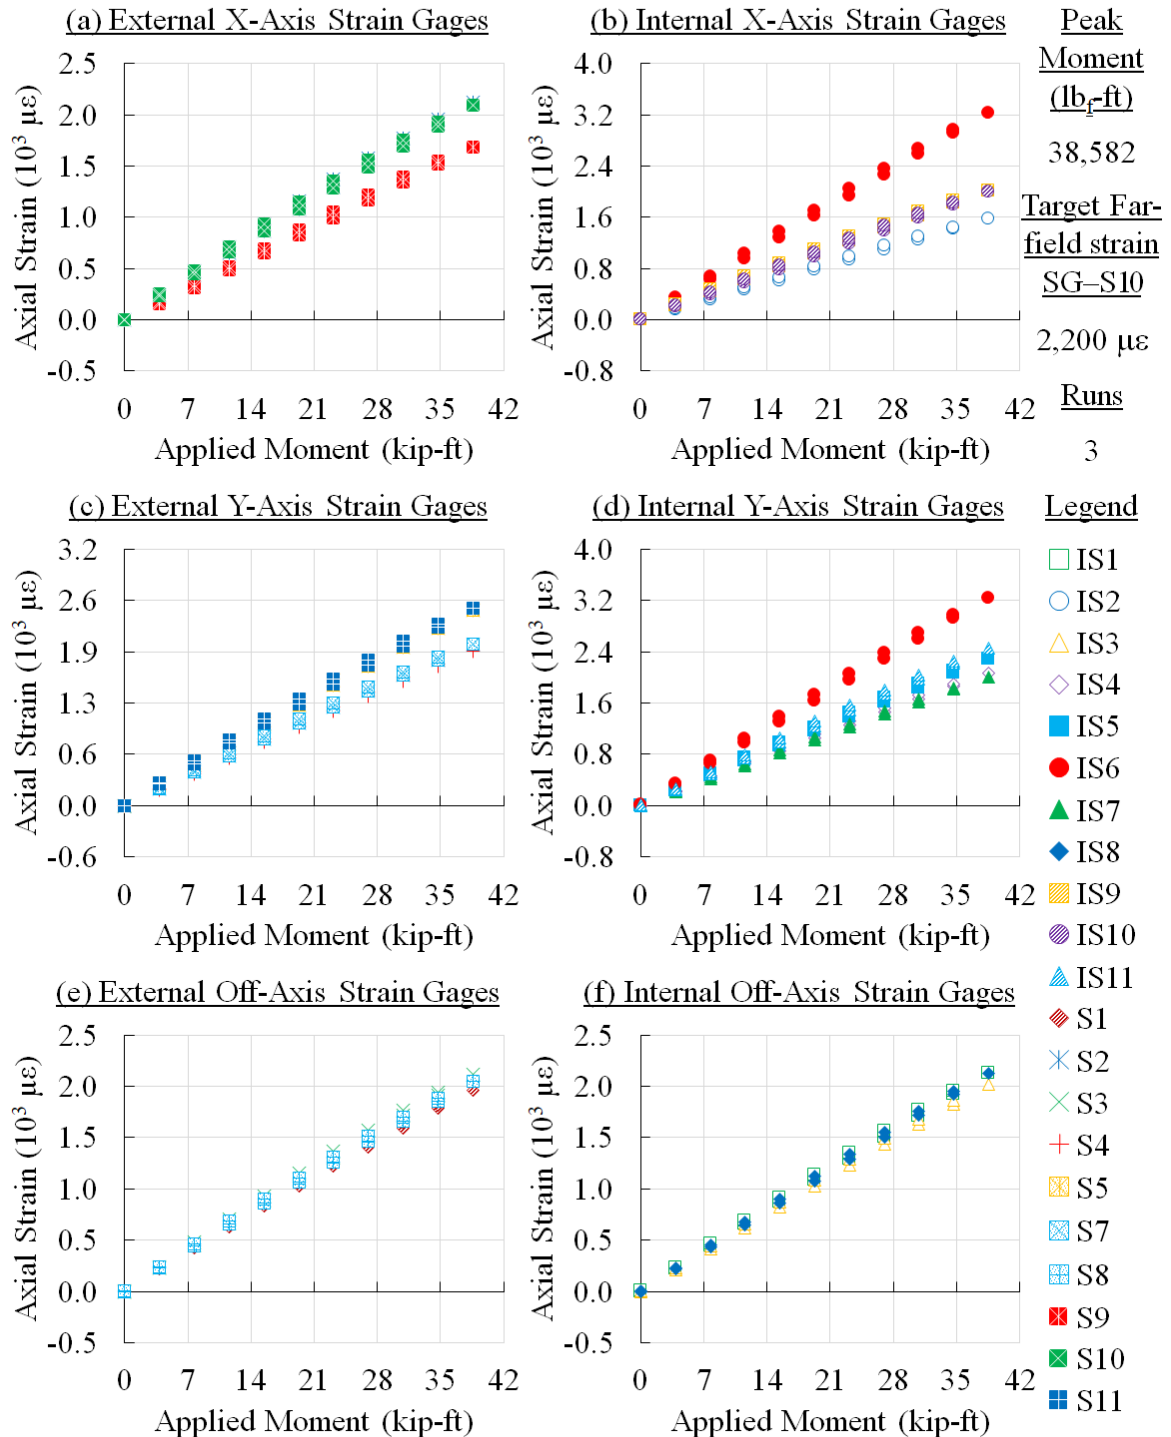 (a) External X-Axis Strain Gages
2.5
2.0
1.5
1.0
0.5
0.0
-0.5
Axial Strain (10³ µε)
0 7 14 21 28 35 42
Applied Moment (kip-ft)
(b) Internal X-Axis Strain Gages
4.0
3.2
2.4
1.6
0.8
0.0
-0.8
Axial Strain (10³ µε)
0 7 14 21 28 35 42
Applied Moment (kip-ft)
Peak
Moment
(lbf-ft)
38,582
Target Far-
field strain
SG–S10
2,200 µε
Runs
3
(c) External Y-Axis Strain Gages
3.2
2.6
1.9
1.3
0.6
0.0
-0.6
Axial Strain (10³ µε)
0 7 14 21 28 35 42
Applied Moment (kip-ft)
(d) Internal Y-Axis Strain Gages
4.0
3.2
2.4
1.6
0.8
0.0
-0.8
Axial Strain (10³ µε)
0 7 14 21 28 35 42
Applied Moment (kip-ft)
Legend
IS1
IS2
IS3
IS4
IS5
IS6
IS7
IS8
IS9
IS10
IS11
S1
S2
S3
S4
S5
S7
S8
S9
S10
S11
(e) External Off-Axis Strain Gages
2.5
2.0
1.5
1.0
0.5
0.0
-0.5
Axial Strain (10³ µε)
0 7 14 21 28 35 42
Applied Moment (kip-ft)
(f) Internal Off-Axis Strain Gages
2.5
2.0
1.5
1.0
0.5
0.0
-0.5
Axial Strain (10³ µε)
0 7 14 21 28 35 42
Applied Moment (kip-ft)